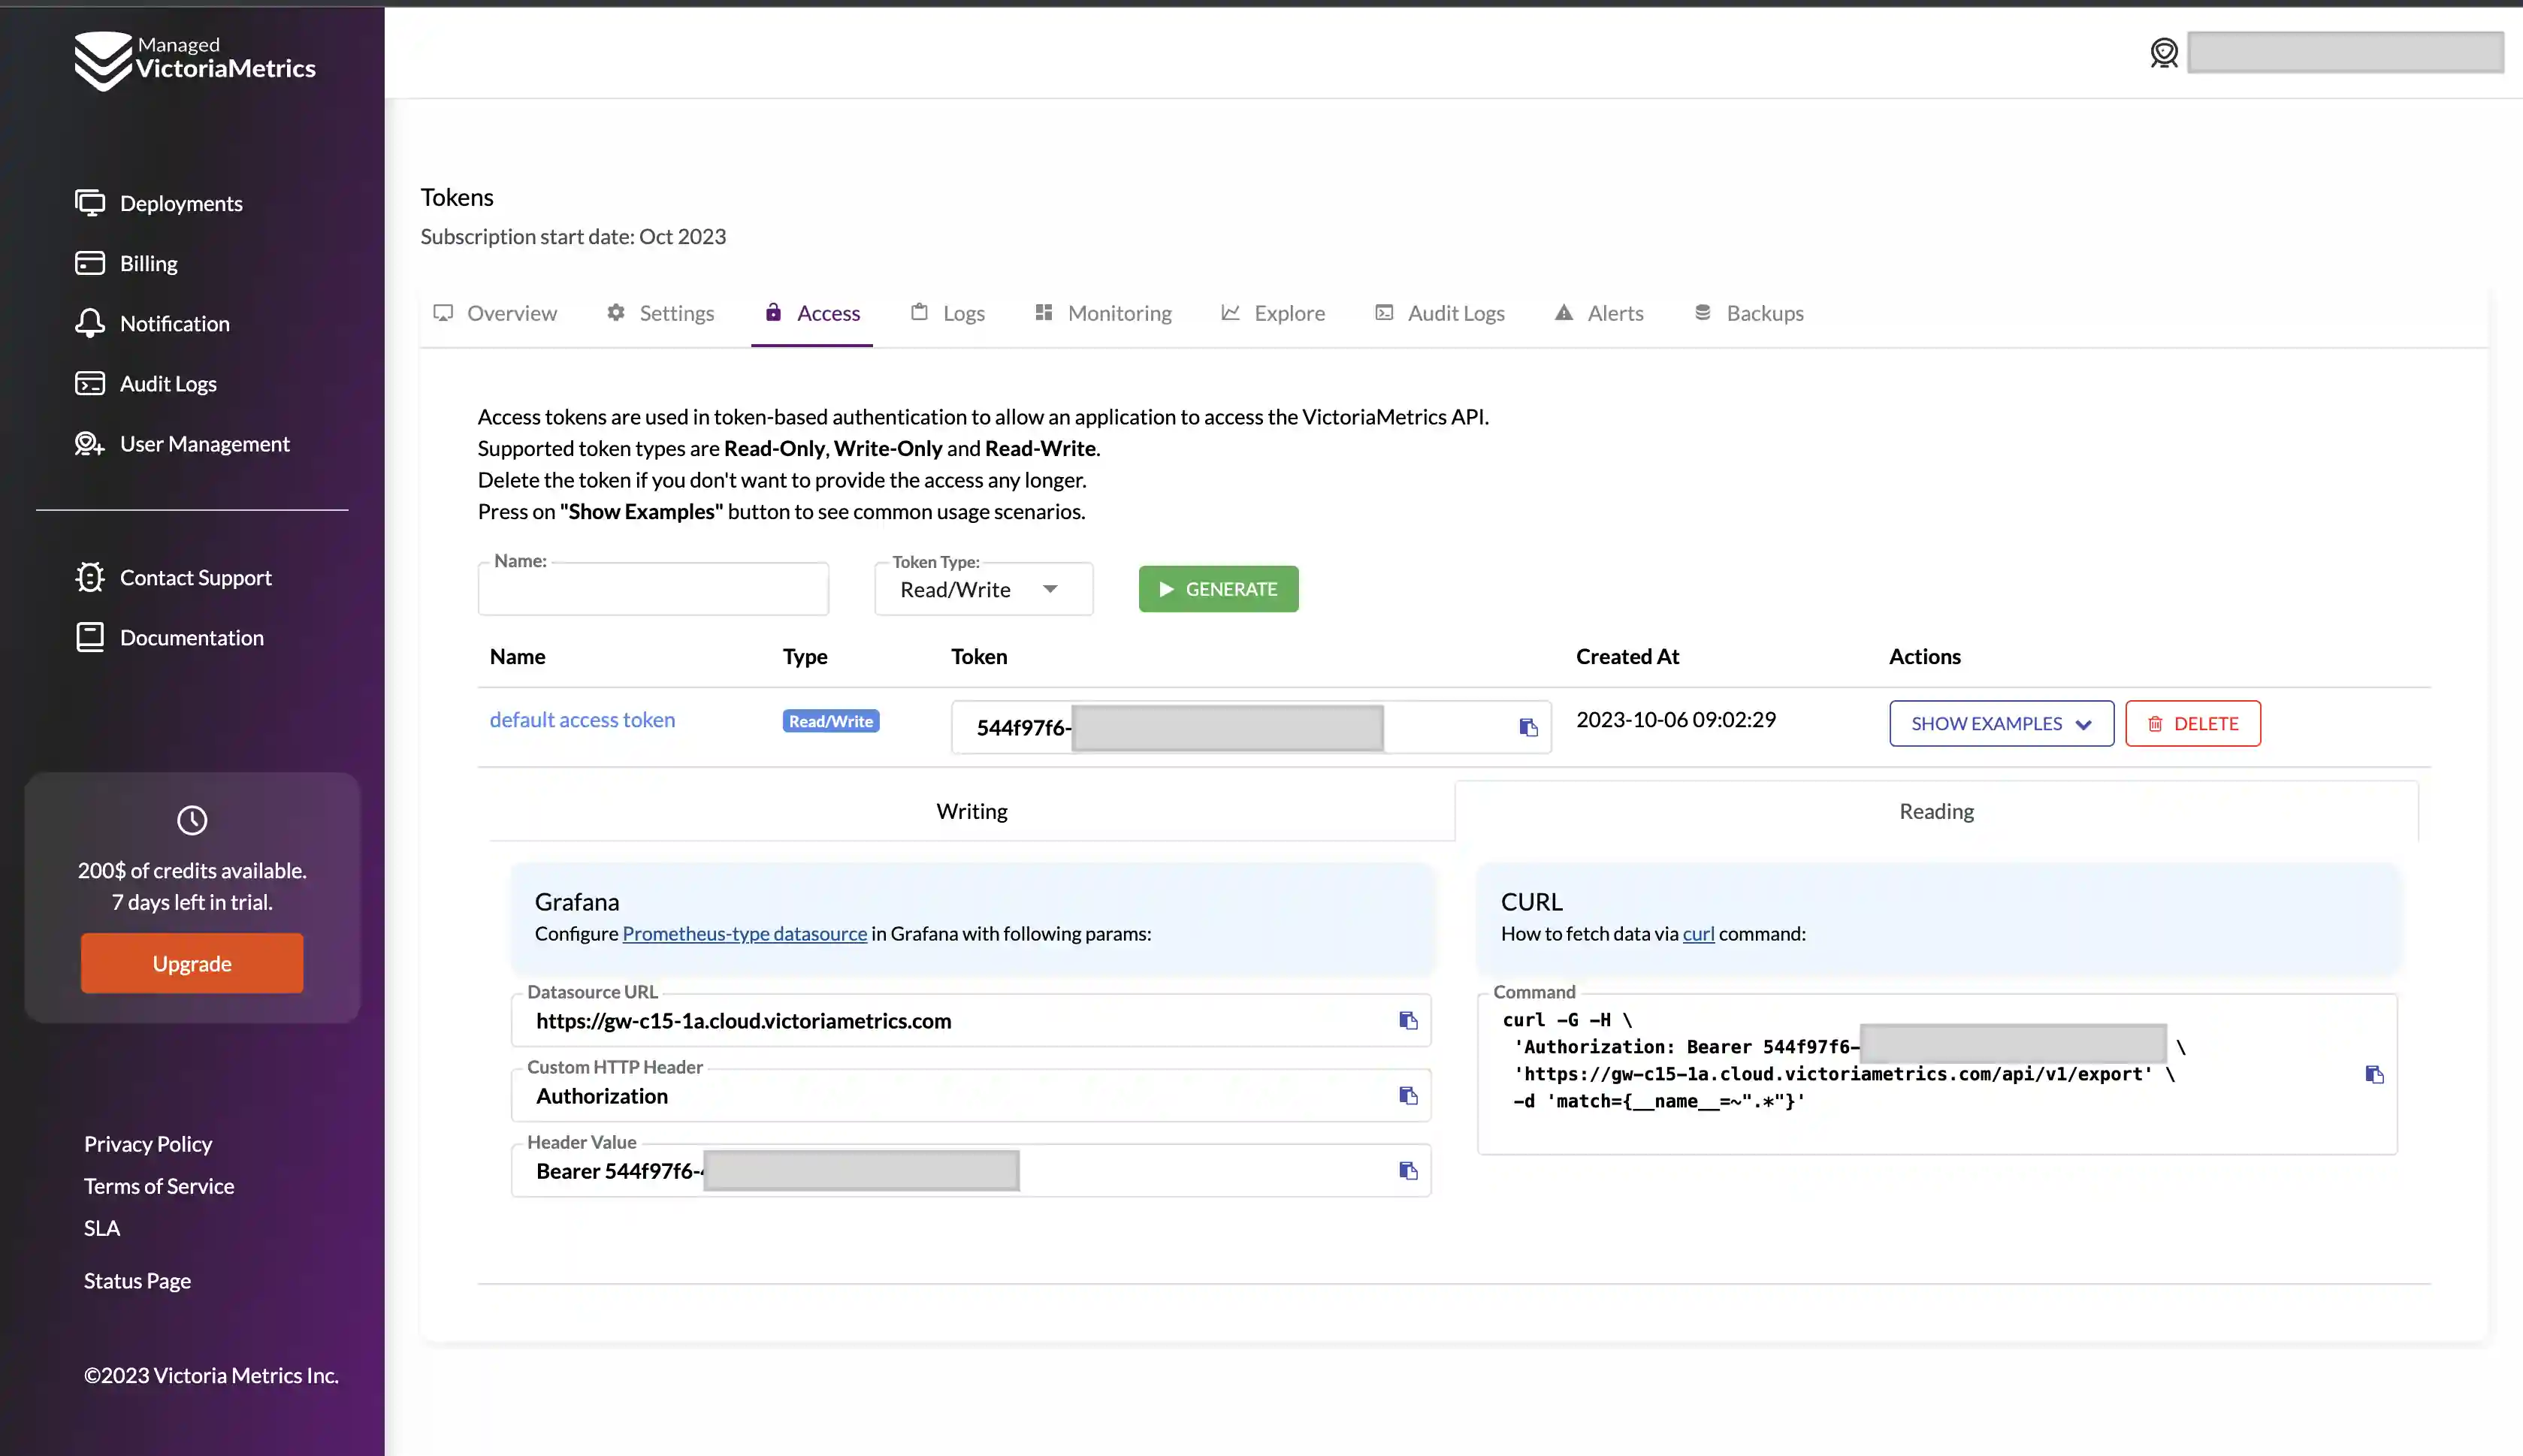 Managed
VictoriaMetrics
Deployments
Billing
Notification
Audit Logs
User Management
Contact Support
Documentation
200$ of credits available.
7 days left in trial.
Upgrade
Privacy Policy
Terms of Service
SLA
Status Page
©2023 Victoria Metrics Inc.
Tokens
Subscription start date: Oct 2023
Overview Settings Access Logs Monitoring Explore Audit Logs Alerts Backups
Access tokens are used in token-based authentication to allow an application to access the VictoriaMetrics API.
Supported token types are Read-Only, Write-Only and Read-Write.
Delete the token if you don't want to provide the access any longer.
Press on "Show Examples" button to see common usage scenarios.
Name:
Token Type:
Read/Write
GENERATE
Name Type Token Created At Actions
default access token Read/Write 544f97f6- 2023-10-06 09:02:29 SHOW EXAMPLES DELETE
Writing
Reading
Grafana
Configure Prometheus-type datasource in Grafana with following params:
Datasource URL
https://gw-c15-1a.cloud.victoriametrics.com
Custom HTTP Header
Authorization
Header Value
Bearer 544f97f6-
CURL
How to fetch data via curl command:
Command
curl -G -H \
'Authorization: Bearer 544f97f6- \
'https://gw-c15-1a.cloud.victoriametrics.com/api/v1/export' \
-d 'match={__name__=~".*"}'